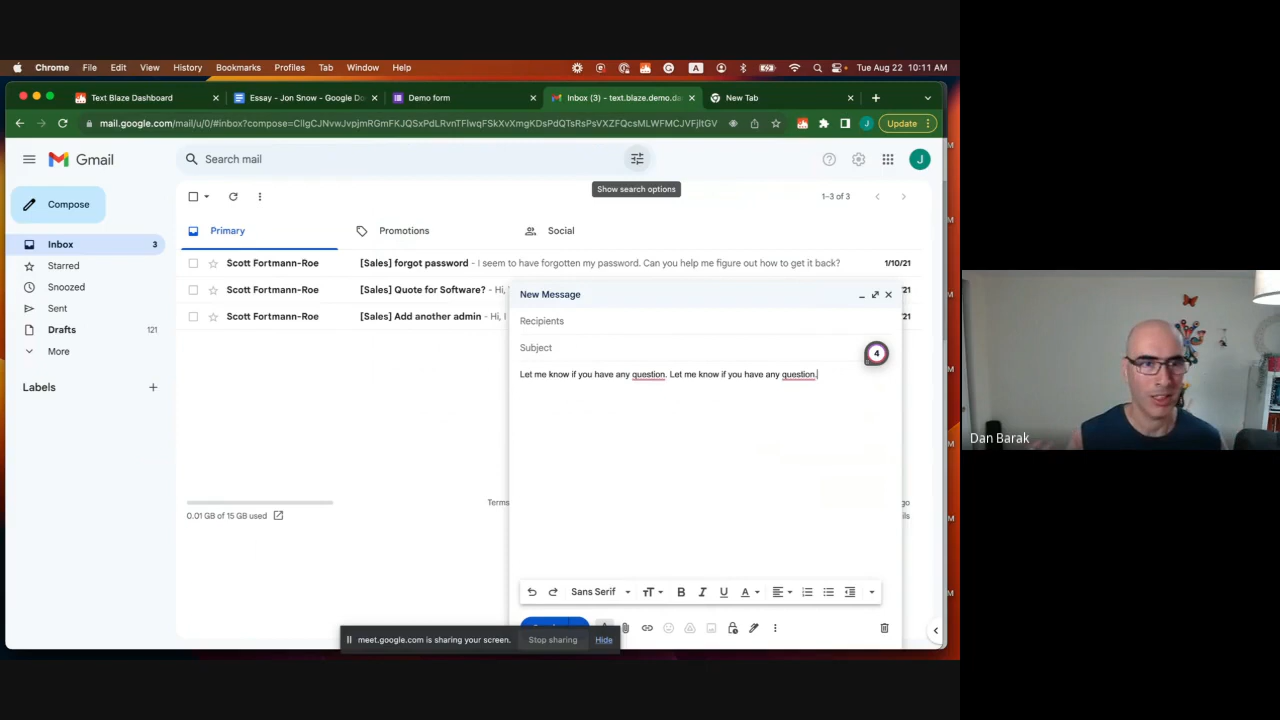 Chrome File Edit View History Bookmarks Profiles Tab Window Help A Tue Aug 22 10:11 AM
Text Blaze Dashboard Essay - Jon Snow - Google Do Demo form Inbox (3) - text.blaze.demo.da New Tab
mail.google.com/mail/u/0/#inbox?compose= J Update
Gmail Search mail J
Show search options
Compose 1–3 of 3
Primary Promotions Social
Inbox 3
Starred
Snoozed
Sent
Drafts 121
More
Labels
Scott Fortmann-Roe [Sales] forgot password - I seem to have forgotten my password. Can you help me figure out how to get it back? 1/10/21
Scott Fortmann-Roe [Sales] Quote for Software? - Hi,
Scott Fortmann-Roe [Sales] Add another admin - Hi, I /21
New Message
Recipients
Subject
4
Let me know if you have any question. Let me know if you have any question.
Terms
0.01 GB of 15 GB used
Sans Serif TT B I U A
meet.google.com is sharing your screen. Stop sharing Hide
Dan Barak